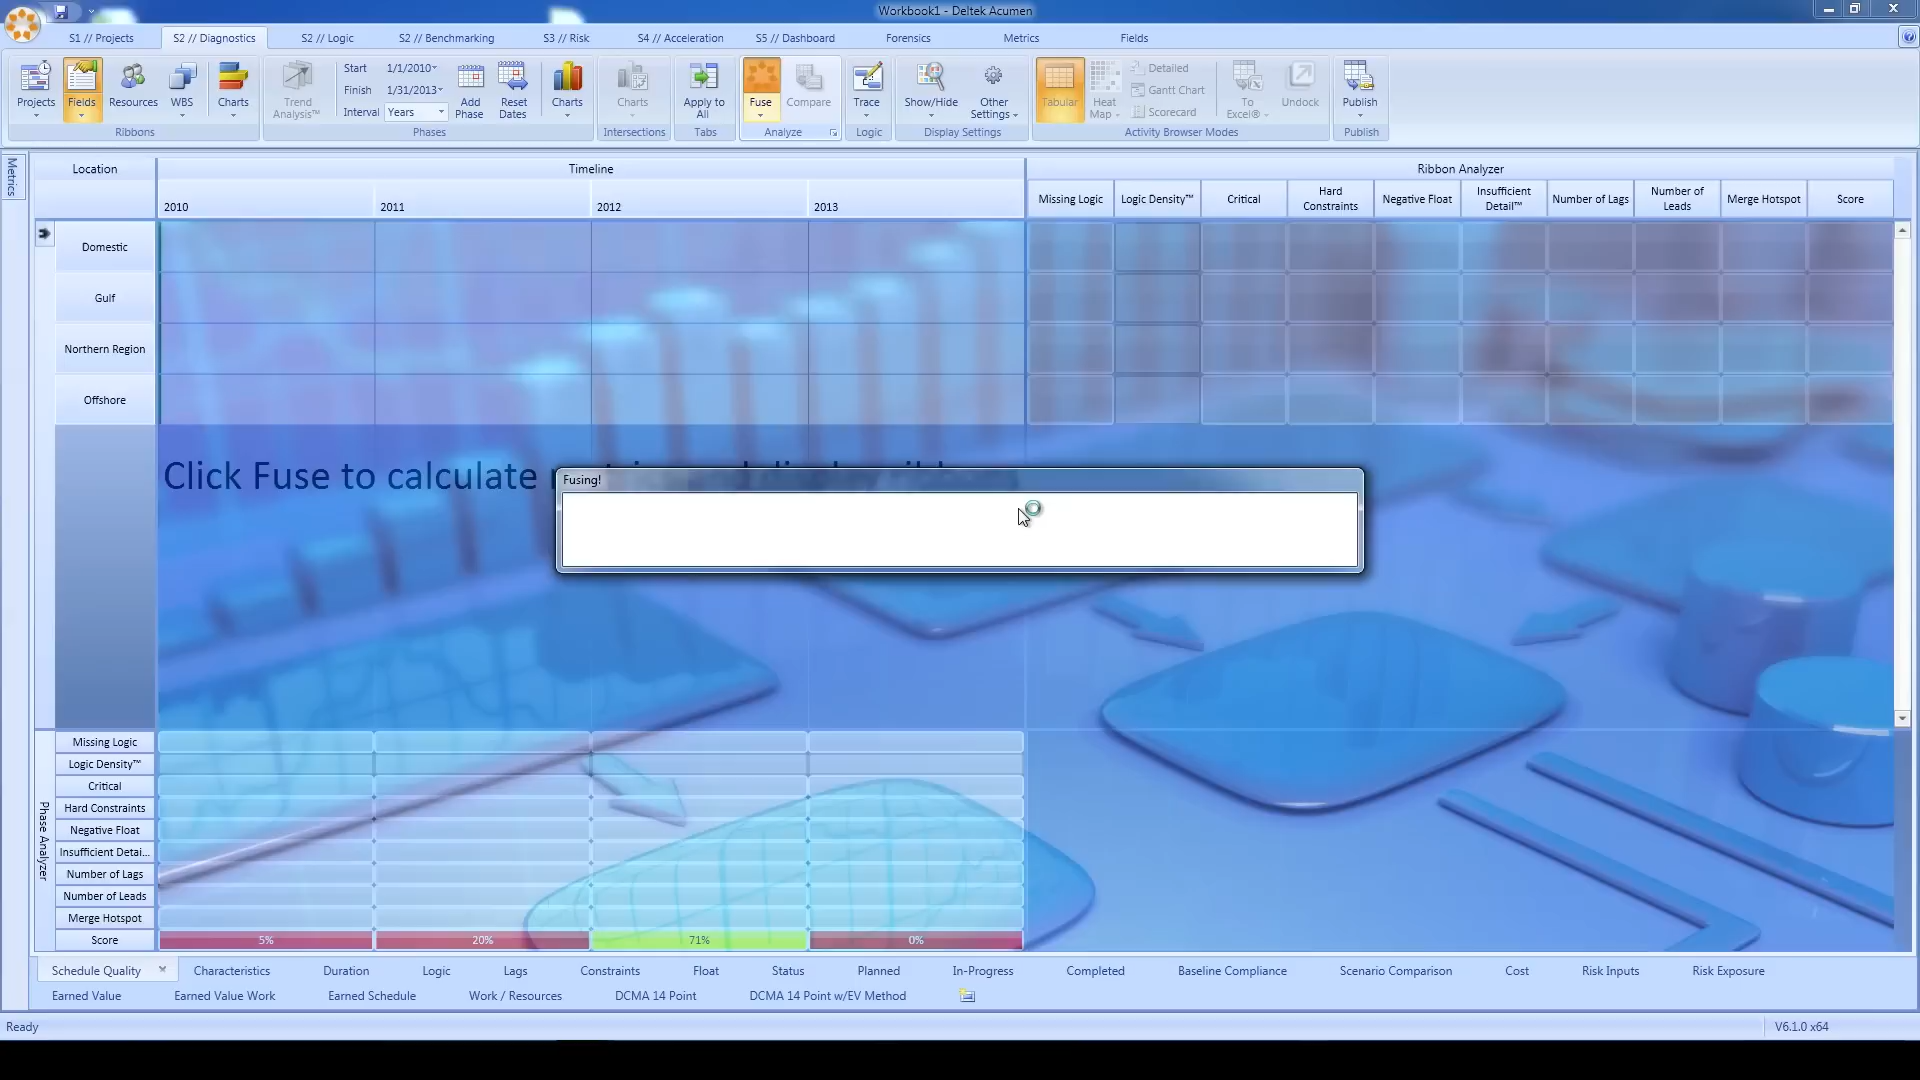 Workbook1 - Deltek Acumen
S1 // Projects
S2 // Diagnostics
S2 // Logic
S2 // Benchmarking
S3 // Risk
S4 // Acceleration
S5 // Dashboard
Forensics
Metrics
Fields
Projects
Fields
Resources
WBS
Charts
Ribbons
Trend Analysis™
Start 1/1/2010
Finish 1/31/2013
Interval Years
Add Phase
Reset Dates
Charts
Phases
Charts
Intersections
Apply to All
Tabs
Fuse
Compare
Analyze
Trace
Logic
Show/Hide
Other Settings
Display Settings
Tabular
Heat Map
Detailed
Gantt Chart
Scorecard
To Excel®
Undock
Activity Browser Modes
Publish
Publish
Metrics
Location
Timeline
2010 2011 2012 2013
Ribbon Analyzer
Missing Logic
Logic Density™
Critical
Hard Constraints
Negative Float
Insufficient Detail™
Number of Lags
Number of Leads
Merge Hotspot
Score
Domestic
Gulf
Northern Region
Offshore
Click Fuse to calculate
Fusing!
Phase Analyzer
Missing Logic
Logic Density™
Critical
Hard Constraints
Negative Float
Insufficient Detai...
Number of Lags
Number of Leads
Merge Hotspot
Score 5% 20% 71% 0%
Schedule Quality Characteristics Duration Logic Lags Constraints Float Status Planned In-Progress Completed Baseline Compliance Scenario Comparison Cost Risk Inputs Risk Exposure
Earned Value Earned Value Work Earned Schedule Work / Resources DCMA 14 Point DCMA 14 Point w/EV Method
Ready
V6.1.0 x64